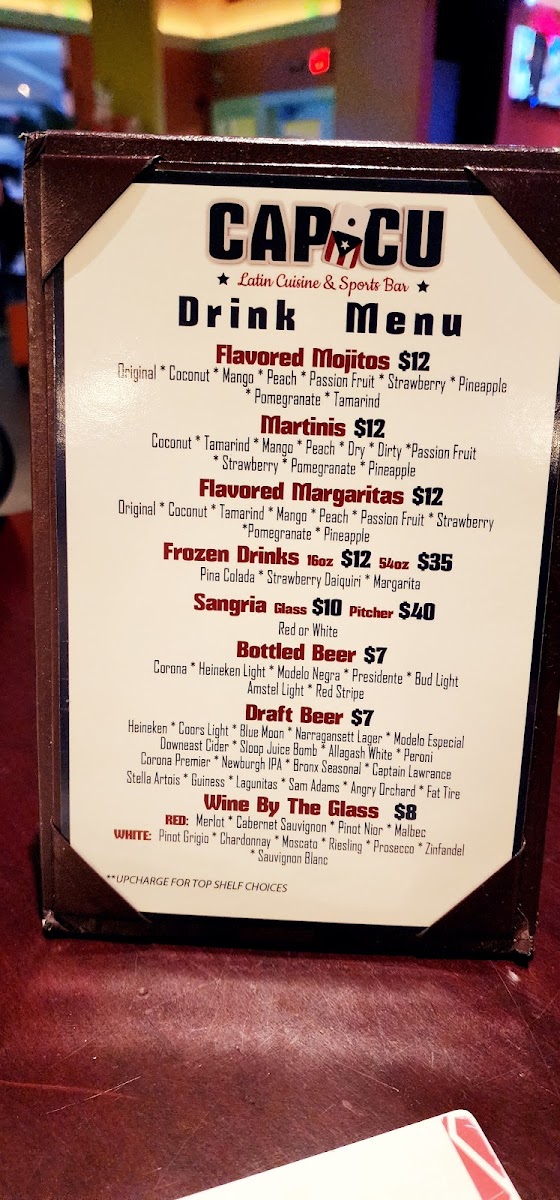 CAPICU
Latin Cuisine & Sports Bar
Drink Menu
Flavored Mojitos $12
Original * Coconut * Mango * Peach * Passion Fruit * Strawberry * Pineapple
* Pomegranate * Tamarind
Martinis $12
Coconut * Tamarind * Mango * Peach * Dry * Dirty *Passion Fruit
* Strawberry * Pomegranate * Pineapple
Flavored Margaritas $12
Original * Coconut * Tamarind * Mango * Peach * Passion Fruit * Strawberry
*Pomegranate * Pineapple
Frozen Drinks 16oz $12 54oz $35
Pina Colada * Strawberry Daiquiri * Margarita
Sangria Glass $10 Pitcher $40
Red or White
Bottled Beer $7
Corona * Heineken Light * Modelo Negra * Presidente * Bud Light
Amstel Light * Red Stripe
Draft Beer $7
Heineken * Coors Light * Blue Moon * Narragansett Lager * Modelo Especial
Downeast Cider * Sloop Juice Bomb * Allagash White * Peroni
Corona Premier * Newburgh IPA * Bronx Seasonal * Captain Lawrance
Stella Artois * Guiness * Lagunitas * Sam Adams * Angry Orchard * Fat Tire
Wine By The Glass $8
RED: Merlot * Cabernet Sauvignon * Pinot Nior * Malbec
WHITE: Pinot Grigio * Chardonnay * Moscato * Riesling * Prosecco * Zinfandel
* Sauvignon Blanc
**UPCHARGE FOR TOP SHELF CHOICES